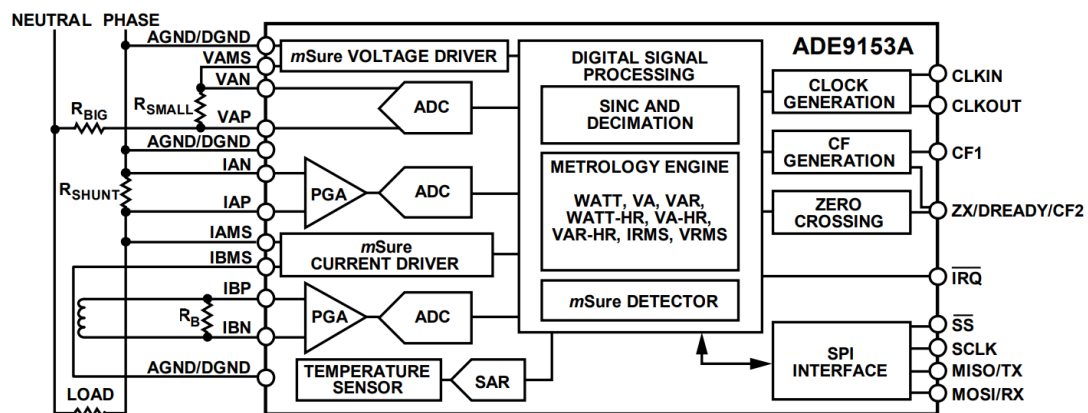 NEUTRAL PHASE
AGND/DGND
VAMS
VAN
RBIG
RSMALL
VAP
AGND/DGND
IAN
RSHUNT
IAP
IAMS
IBMS
IBP
RB
IBN
AGND/DGND
LOAD
mSure VOLTAGE DRIVER
ADC
PGA
ADC
mSure
CURRENT DRIVER
PGA
ADC
TEMPERATURE
SENSOR
SAR
DIGITAL SIGNAL
PROCESSING
SINC AND
DECIMATION
METROLOGY ENGINE
WATT, VA, VAR,
WATT-HR, VA-HR,
VAR-HR, IRMS, VRMS
mSure DETECTOR
ADE9153A
CLOCK
GENERATION
CF
GENERATION
ZERO
CROSSING
SPI
INTERFACE
CLKIN
CLKOUT
CF1
ZX/DREADY/CF2
IRQ
SS
SCLK
MISO/TX
MOSI/RX